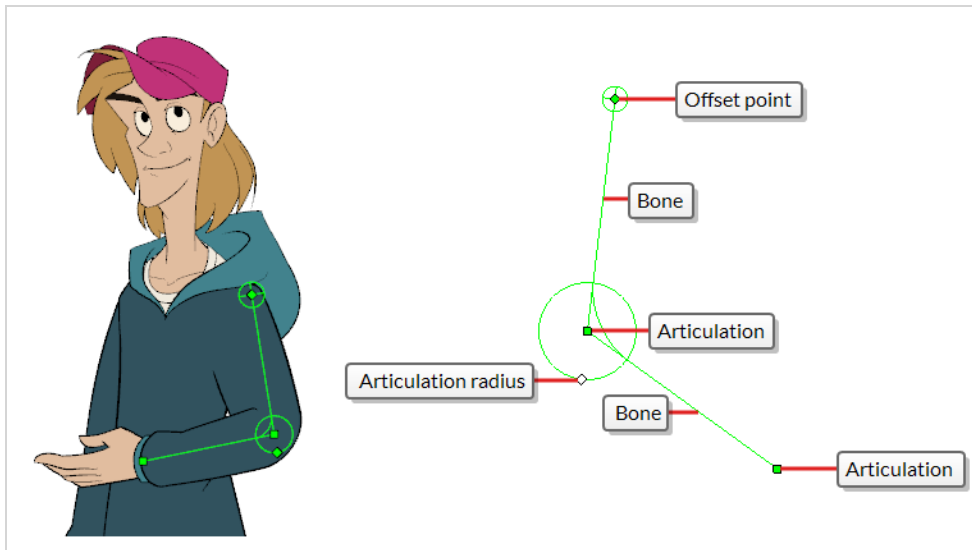 Offset point
Bone
Articulation
Articulation radius
Bone
Articulation